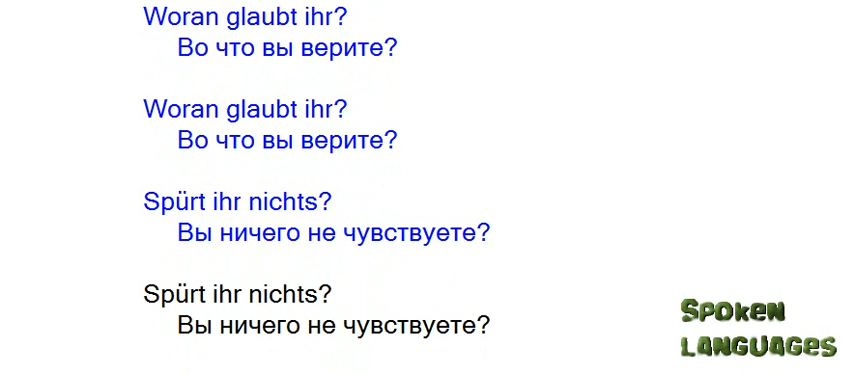 Woran glaubt ihr?
Во что вы верите?
Woran glaubt ihr?
Во что вы верите?
Spürt ihr nichts?
Вы ничего не чувствуете?
Spürt ihr nichts?
Вы ничего не чувствуете?
Spoken
Languages